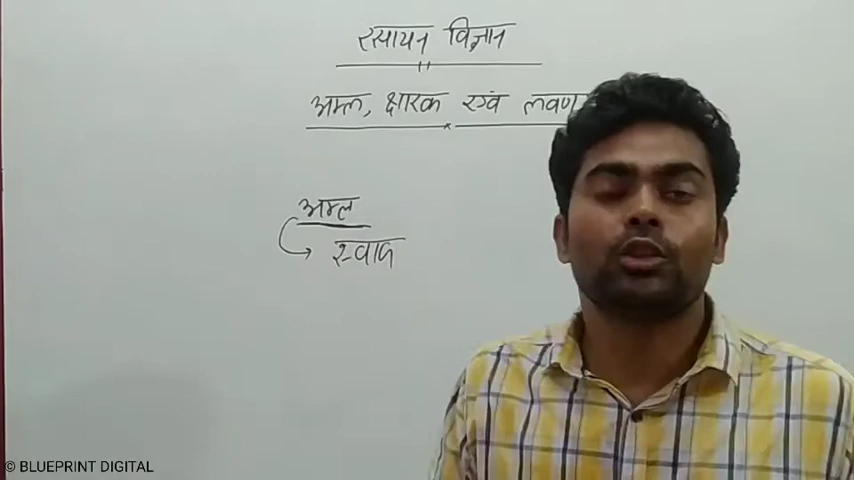 रसायन विज्ञान
अम्ल, क्षारक एवं लवण
अम्ल
स्वाद
© BLUEPRINT DIGITAL